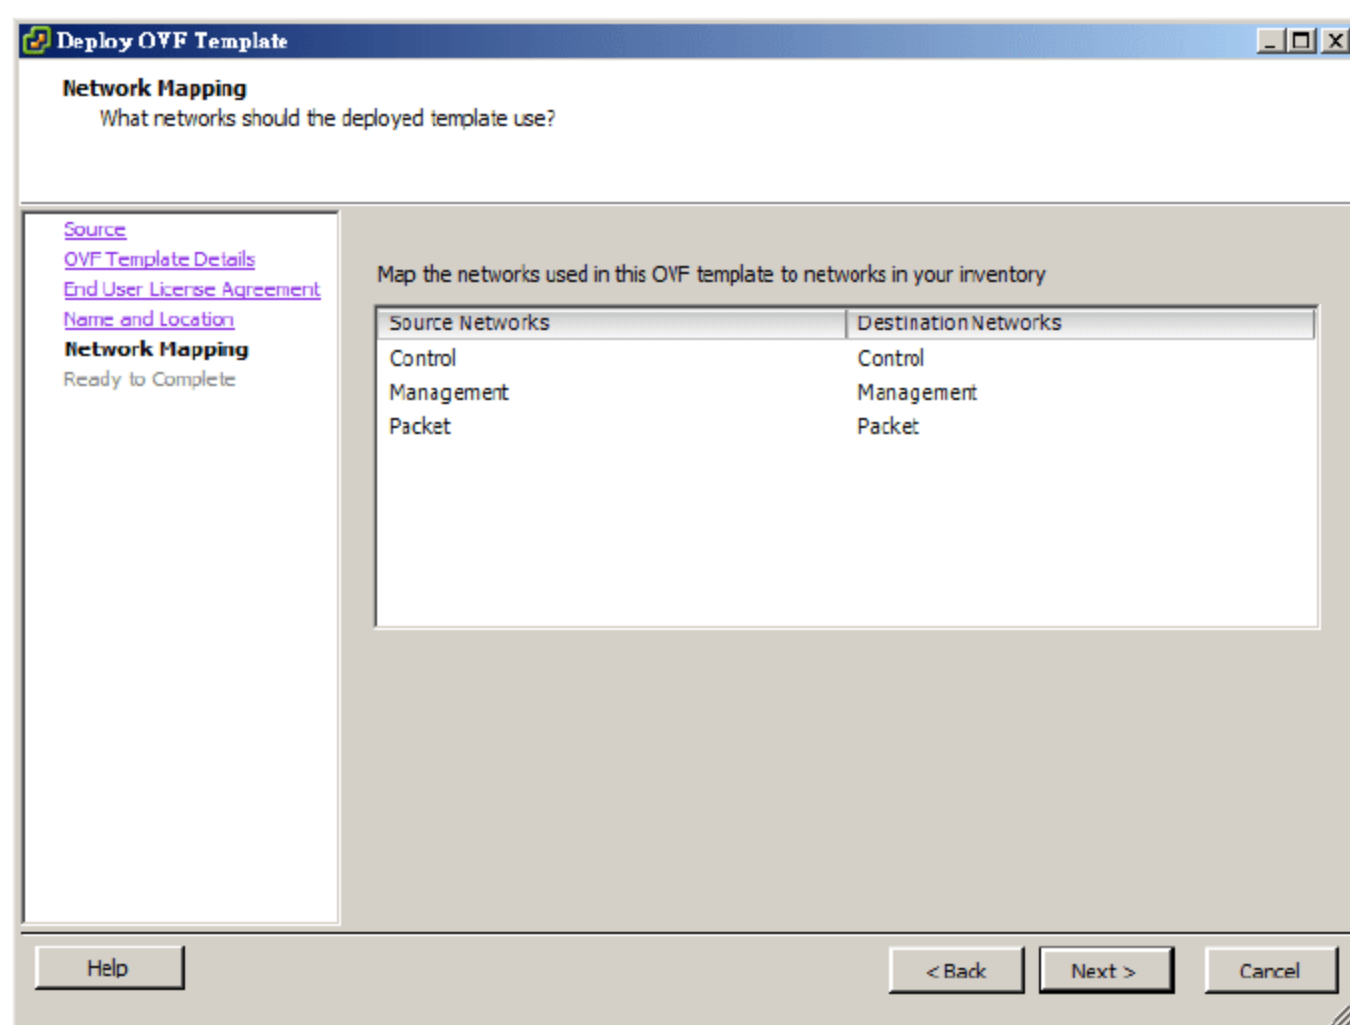 Deploy OVF Template
Network Mapping
What networks should the deployed template use?
Source
OVF Template Details
End User License Agreement
Name and Location
Network Mapping
Ready to Complete
Map the networks used in this OVF template to networks in your inventory
Source Networks Destination Networks
Control Control
Management Management
Packet Packet
Help < Back Next > Cancel